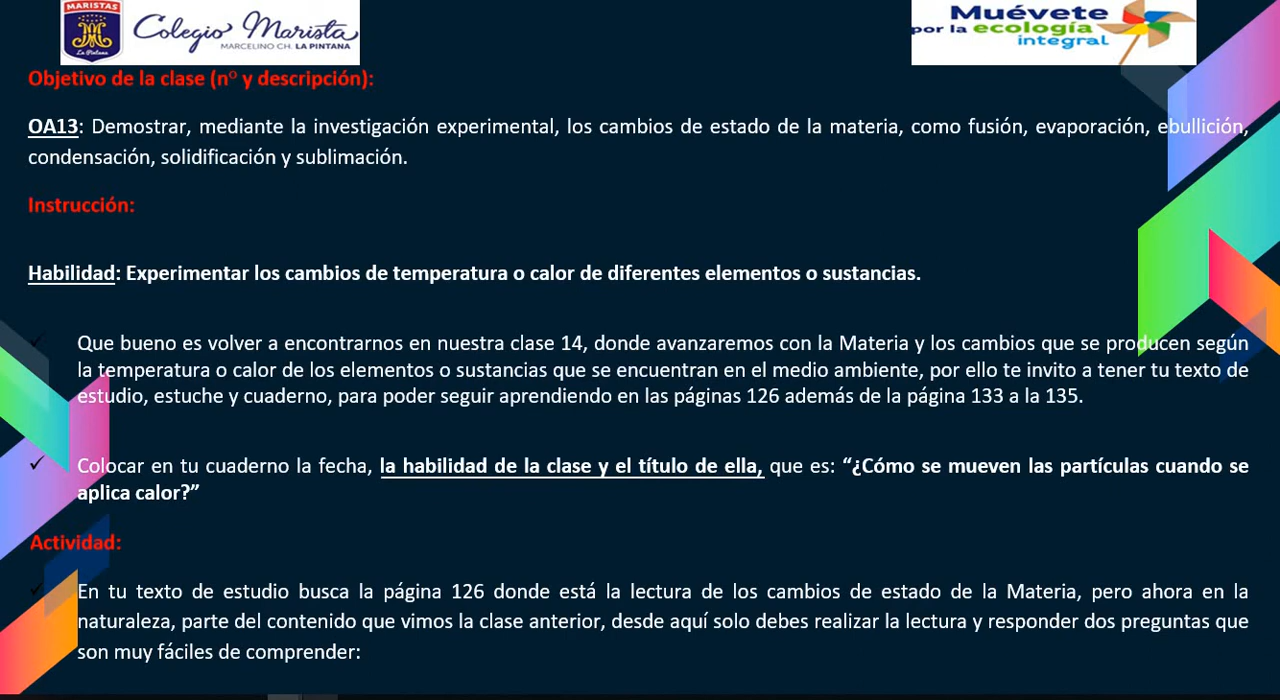 MARISTAS
La Pintana
Colegio Marista
MARCELINO CH. LA PINTANA
Muévete
por la ecología
integral
Objetivo de la clase (nº y descripción):
OA13: Demostrar, mediante la investigación experimental, los cambios de estado de la materia, como fusión, evaporación, ebullición,
condensación, solidificación y sublimación.
Instrucción:
Habilidad: Experimentar los cambios de temperatura o calor de diferentes elementos o sustancias.
Que bueno es volver a encontrarnos en nuestra clase 14, donde avanzaremos con la Materia y los cambios que se producen según
la temperatura o calor de los elementos o sustancias que se encuentran en el medio ambiente, por ello te invito a tener tu texto de
estudio, estuche y cuaderno, para poder seguir aprendiendo en las páginas 126 además de la página 133 a la 135.
Colocar en tu cuaderno la fecha, la habilidad de la clase y el título de ella, que es: “¿Cómo se mueven las partículas cuando se
aplica calor?”
Actividad:
En tu texto de estudio busca la página 126 donde está la lectura de los cambios de estado de la Materia, pero ahora en la
naturaleza, parte del contenido que vimos la clase anterior, desde aquí solo debes realizar la lectura y responder dos preguntas que
son muy fáciles de comprender: